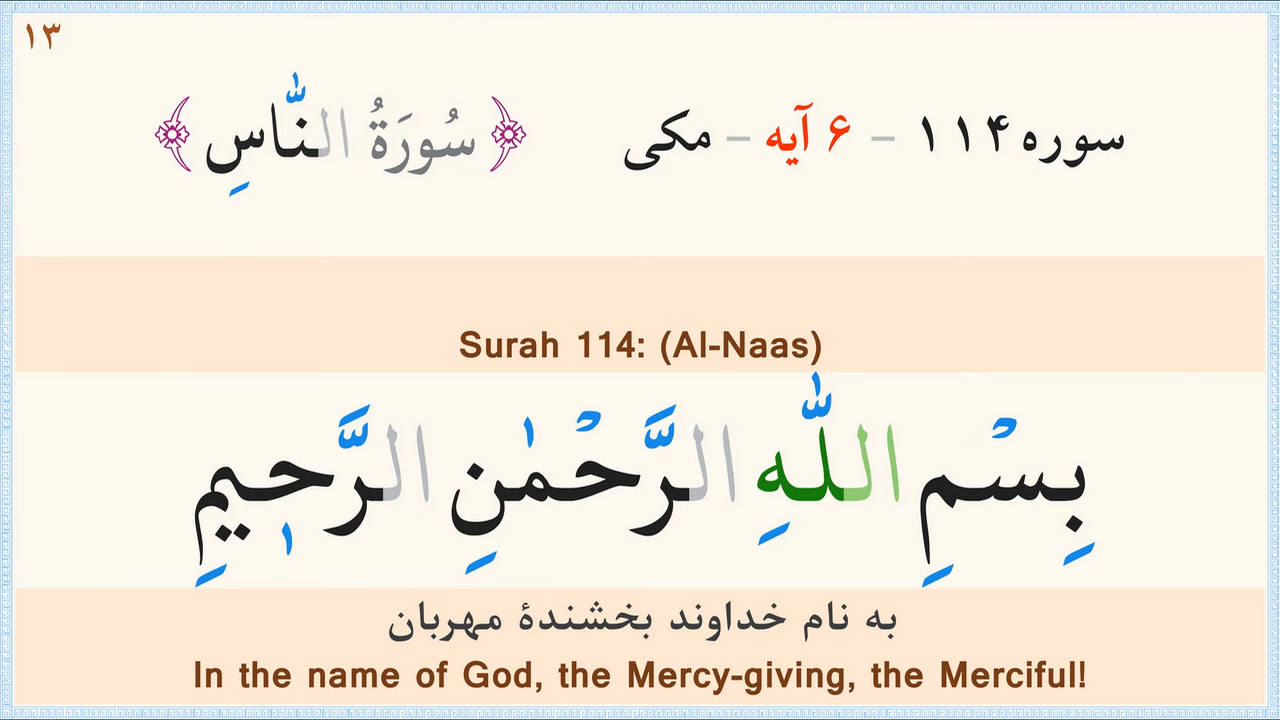 ۱۳
سوره ۱۱۴ – ۶ آیه – مکی ﴿سُورَةُ النّٰاسِ﴾
Surah 114: (Al-Naas)
بِسْمِ اللّٰهِ الرَّحْمٰنِ الرَّحیمِ
به نام خداوند بخشندهٔ مهربان
In the name of God, the Mercy-giving, the Merciful!